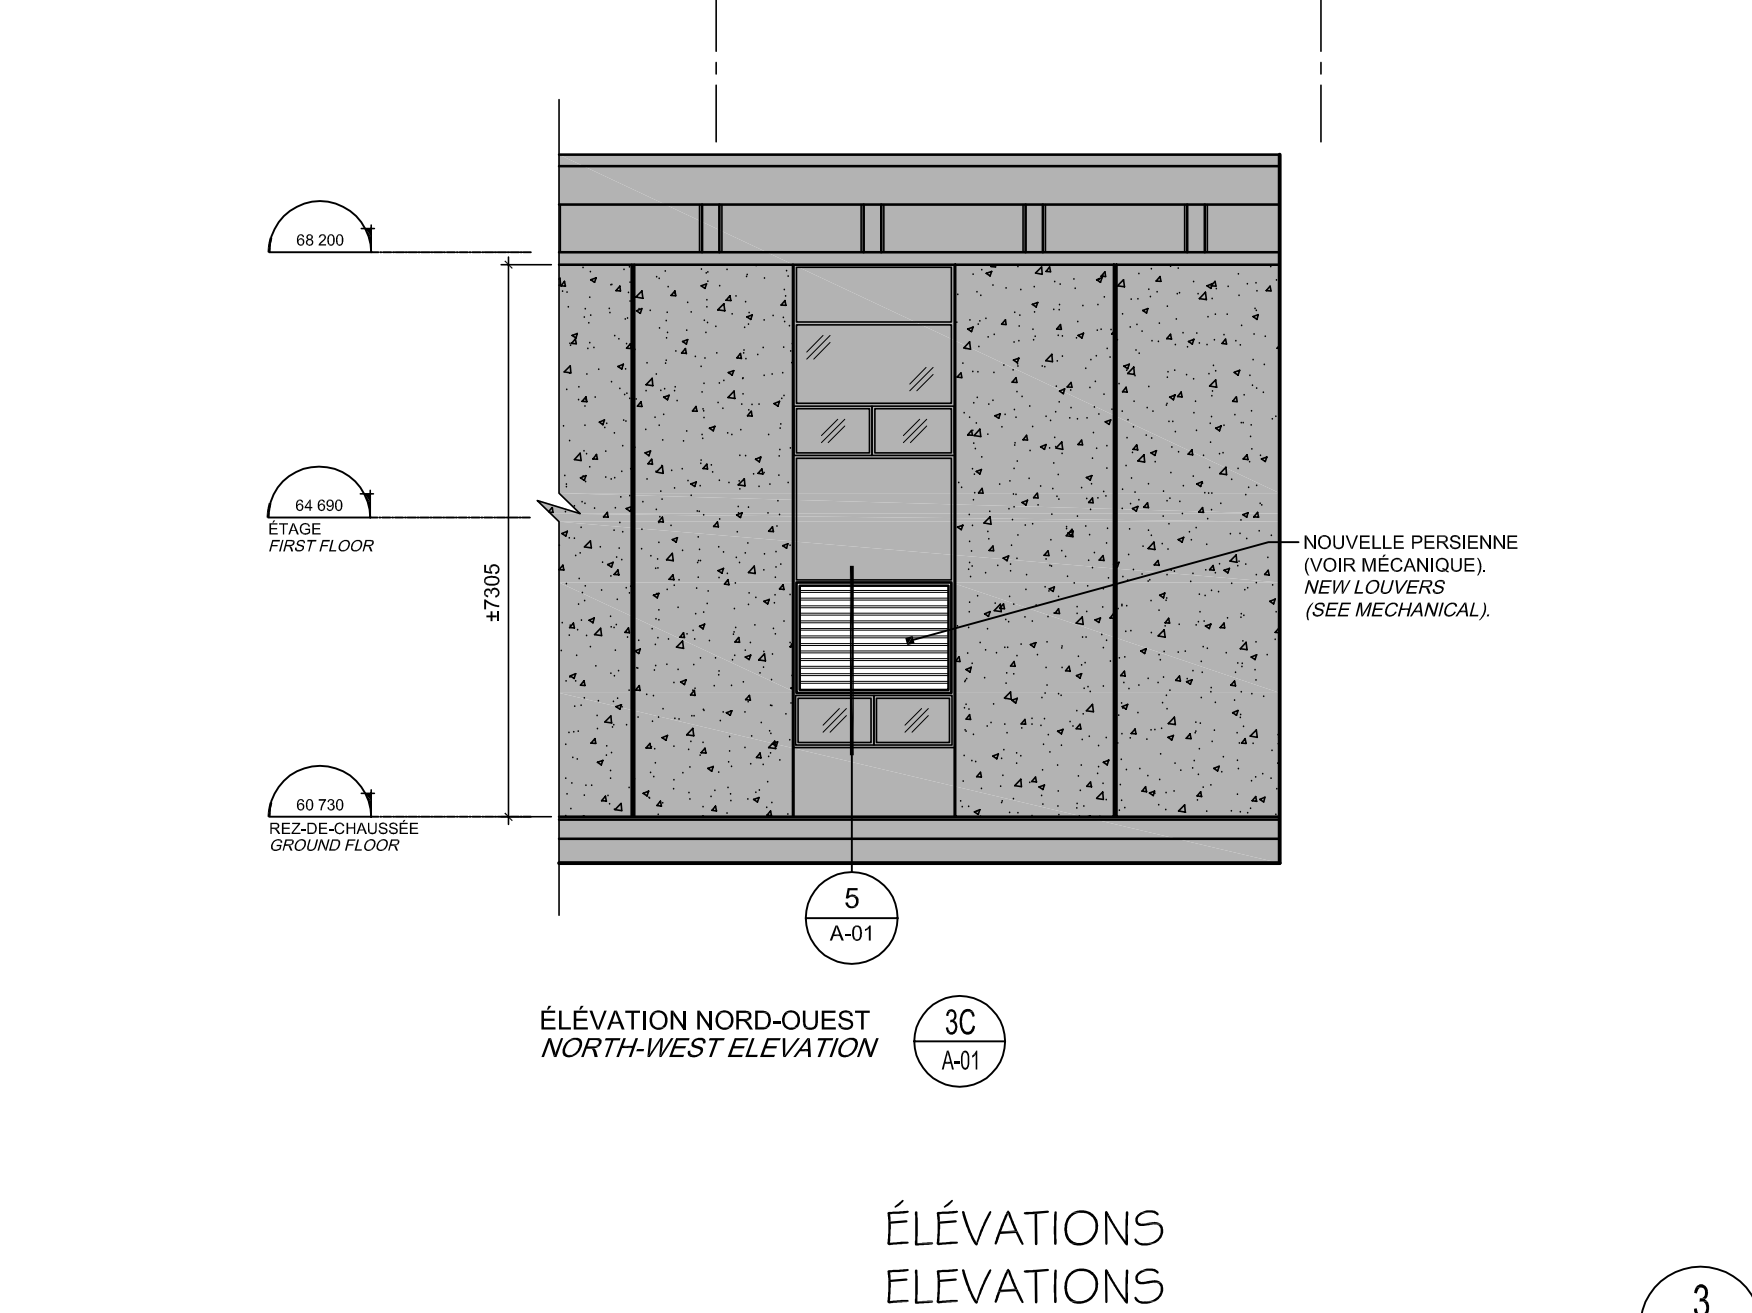 68 200
64 690
ÉTAGE
FIRST FLOOR
±7305
NOUVELLE PERSIENNE
(VOIR MÉCANIQUE).
NEW LOUVERS
(SEE MECHANICAL).
60 730
REZ-DE-CHAUSSÉE
GROUND FLOOR
5
A-01
ÉLÉVATION NORD-OUEST
NORTH-WEST ELEVATION
3C
A-01
ÉLÉVATIONS
ELEVATIONS
3